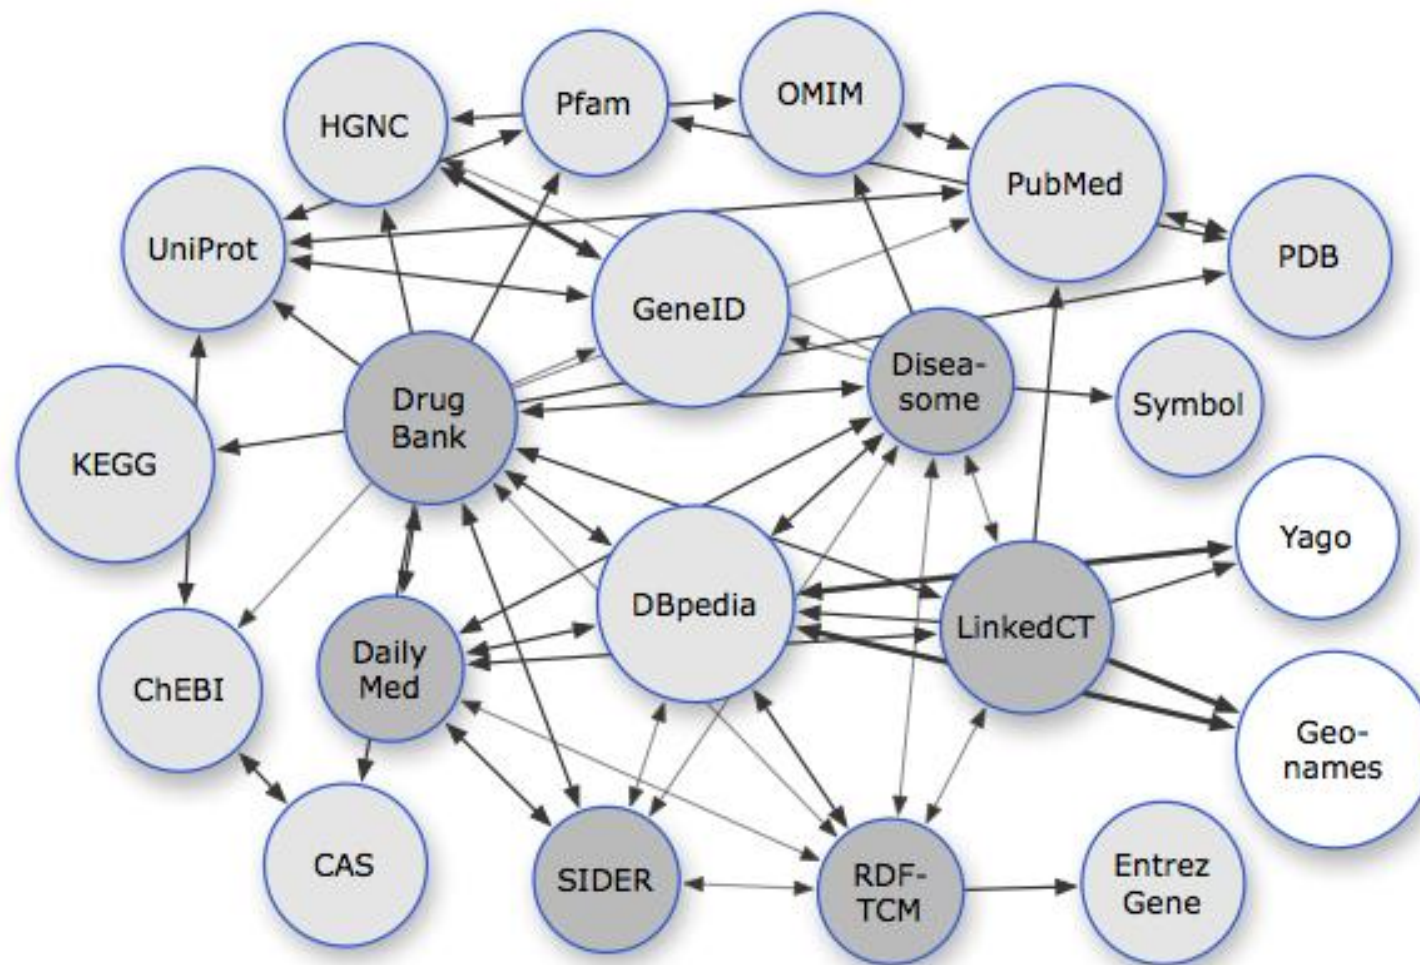 OMIM
Pfam
HGNC
PubMed
UniProt
PDB
GeneID
Disea-
some
Drug
Bank
Symbol
KEGG
Yago
DBpedia
LinkedCT
Daily
Med
ChEBI
Geo-
names
CAS
SIDER
RDF-
TCM
Entrez
Gene